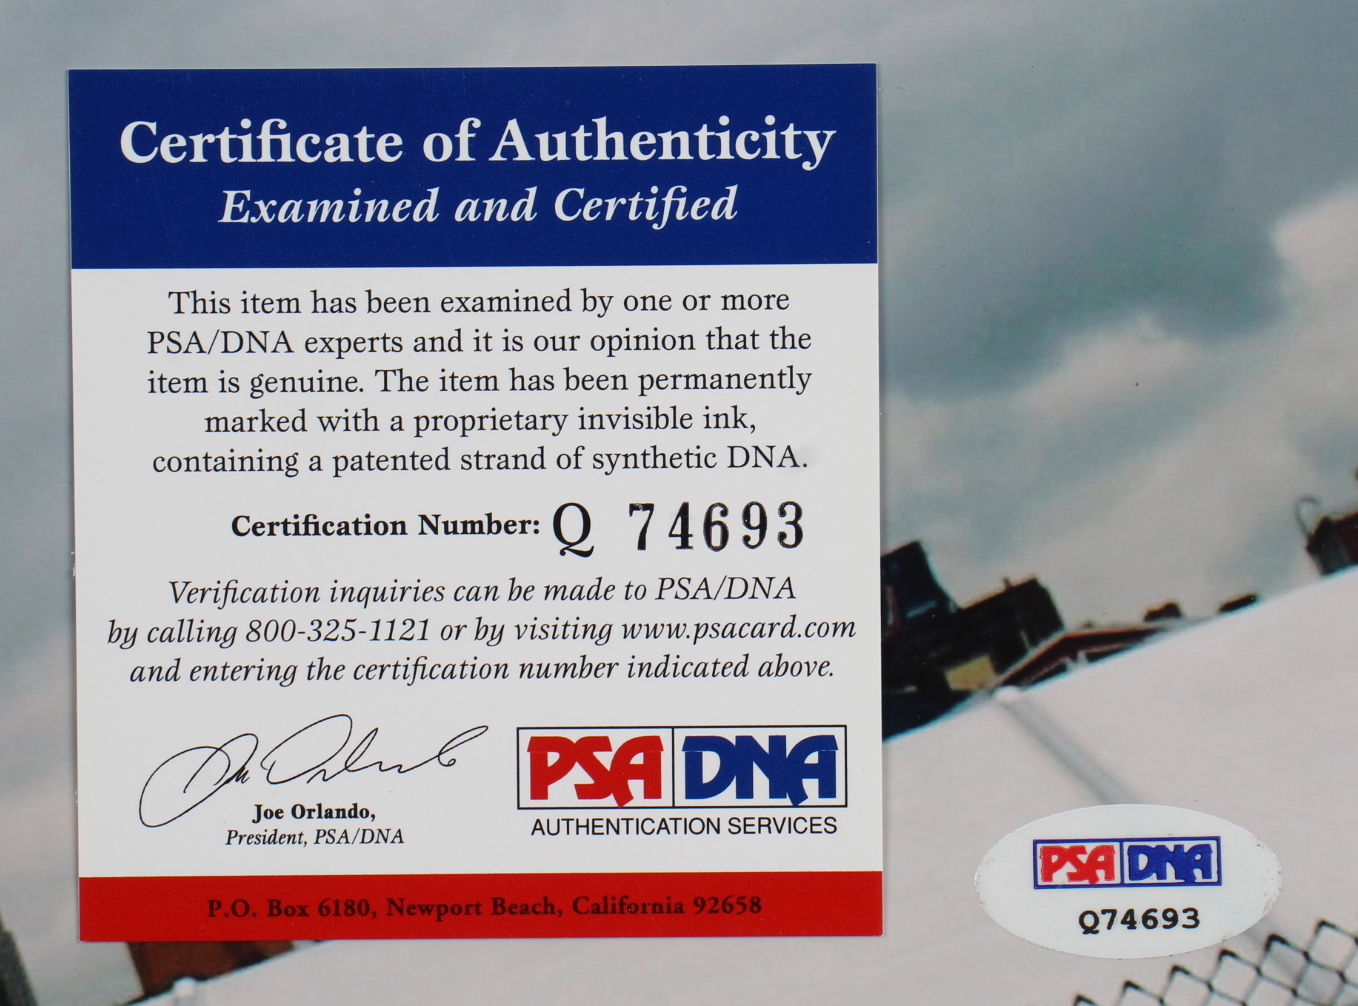 Certificate of Authenticity
Examined and Certified
This item has been examined by one or more
PSA/DNA experts and it is our opinion that the
item is genuine. The item has been permanently
marked with a proprietary invisible ink,
containing a patented strand of synthetic DNA.
Certification Number: Q 74693
Verification inquiries can be made to PSA/DNA
by calling 800-325-1121 or by visiting www.psacard.com
and entering the certification number indicated above.
Joe Orlando,
President, PSA/DNA
PSA DNA
AUTHENTICATION SERVICES
P.O. Box 6180, Newport Beach, California 92658
PSA DNA
Q74693